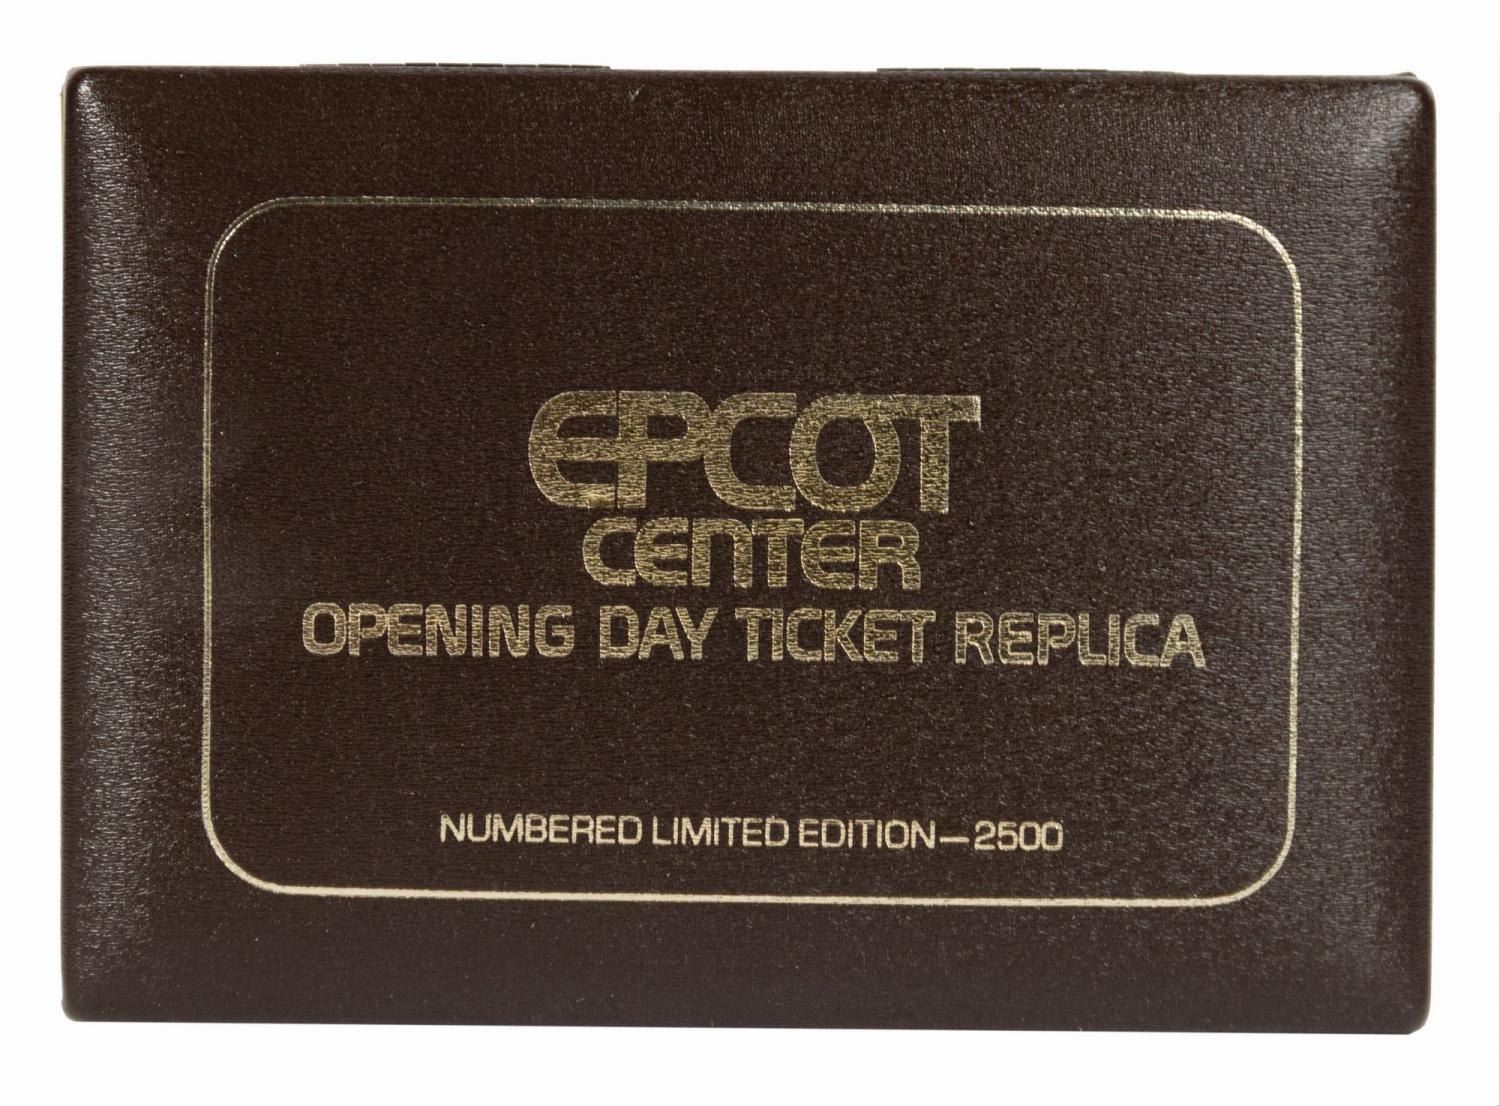 EPCOT
CENTER
OPENING DAY TICKET REPLICA
NUMBERED LIMITED EDITION—2500